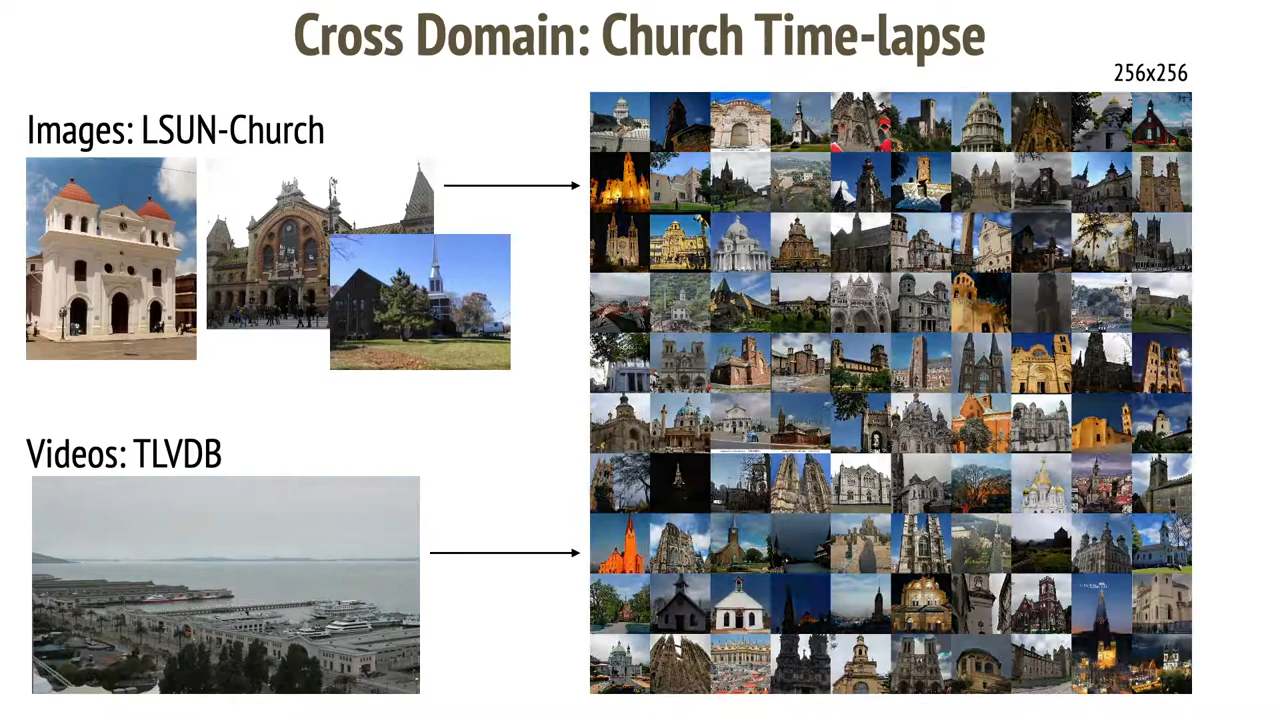 Cross Domain: Church Time-lapse
256x256
Images: LSUN-Church
Videos: TLVDB